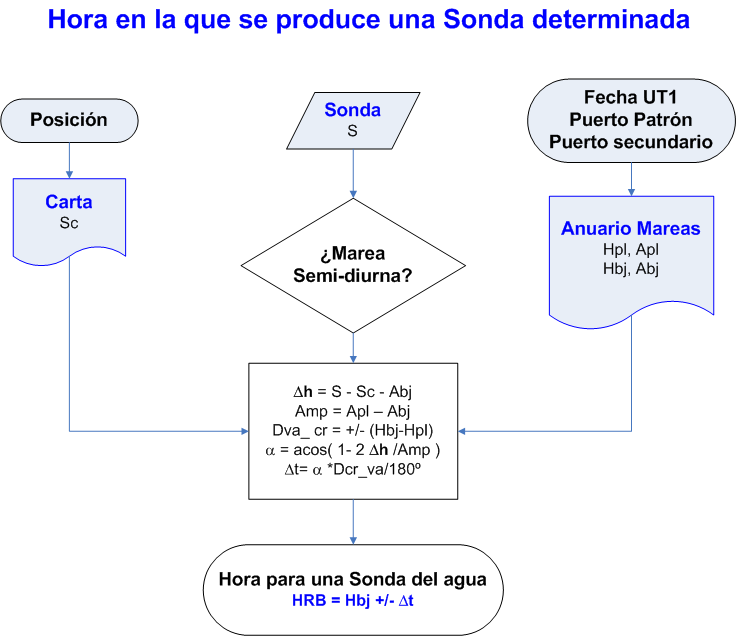 Hora en la que se produce una Sonda determinada
Posición
Carta
Sc
Sonda
S
¿Marea
Semi-diurna?
Fecha UT1
Puerto Patrón
Puerto secundario
Anuario Mareas
Hpl, Apl
Hbj, Abj
Δh = S - Sc - Abj
Amp = Apl – Abj
Dva_ cr = +/- (Hbj-Hpl)
α = acos( 1- 2 Δh /Amp )
Δt= α *Dcr_va/180º
Hora para una Sonda del agua
HRB = Hbj +/- Δt